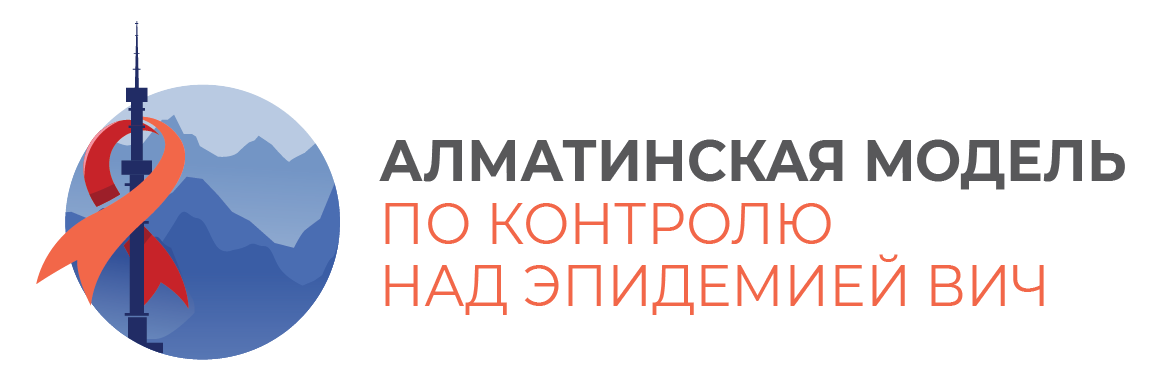 АЛМАТИНСКАЯ МОДЕЛЬ
ПО КОНТРОЛЮ
НАД ЭПИДЕМИЕЙ ВИЧ